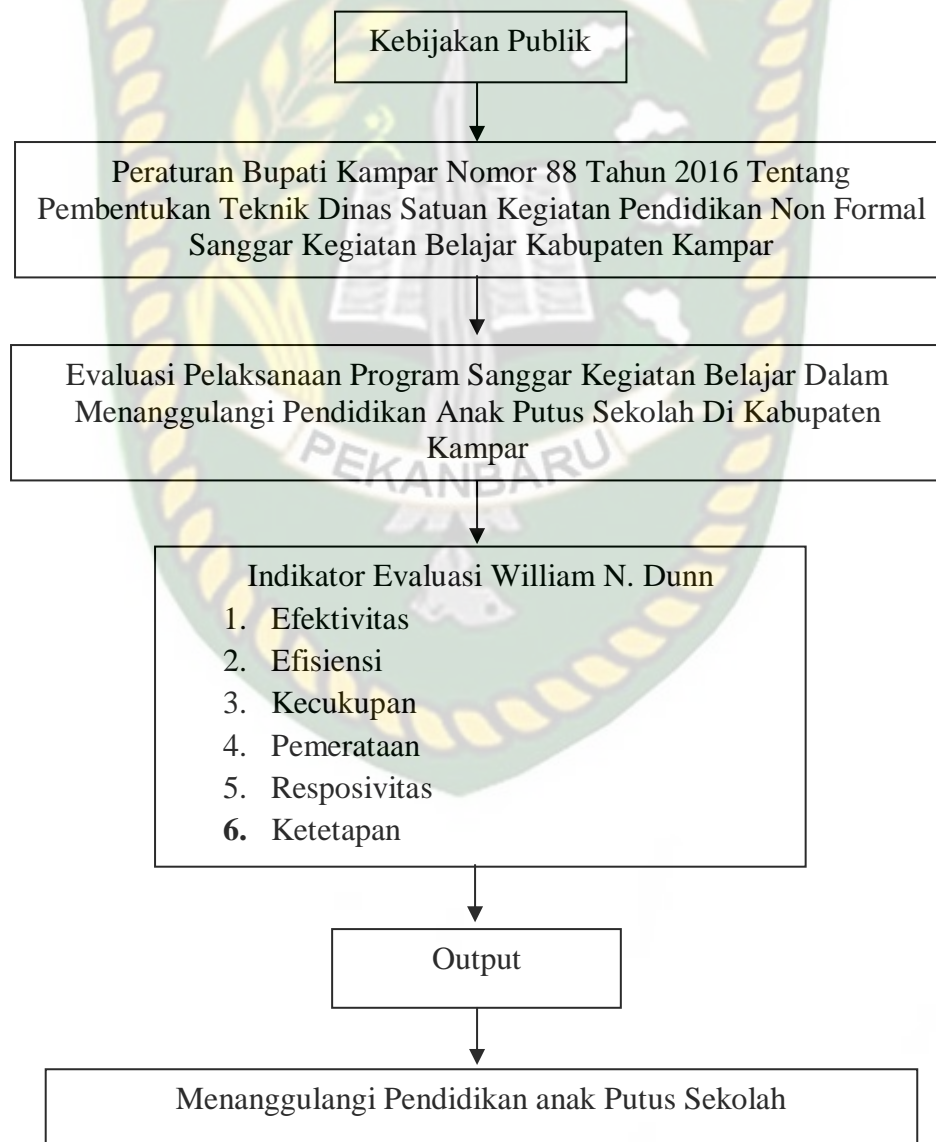 Kebijakan Publik
Peraturan Bupati Kampar Nomor 88 Tahun 2016 Tentang
Pembentukan Teknik Dinas Satuan Kegiatan Pendidikan Non Formal
Sanggar Kegiatan Belajar Kabupaten Kampar
Evaluasi Pelaksanaan Program Sanggar Kegiatan Belajar Dalam
Menanggulangi Pendidikan Anak Putus Sekolah Di Kabupaten
Kampar
PEKANBARU
Indikator Evaluasi William N. Dunn
1. Efektivitas
2. Efisiensi
3. Kecukupan
4. Pemerataan
5. Resposivitas
6. Ketetapan
Output
Menanggulangi Pendidikan anak Putus Sekolah